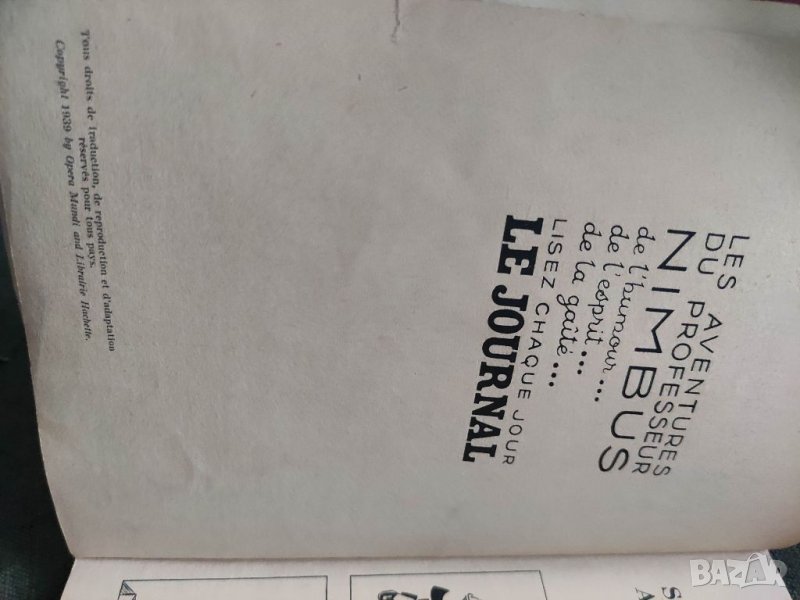 LES AVENTURES
DU PROFESSEUR
NIMBUS
de l'humour...
de l'esprit...
de la gaîté...
LISEZ CHAQUE JOUR
LE JOURNAL
Tous droits de traduction, de reproduction et d'adaptation
réservés pour tous pays.
Copyright 1939 by Opera Mundi and Librairie Hachette.
S
A
BAZAR